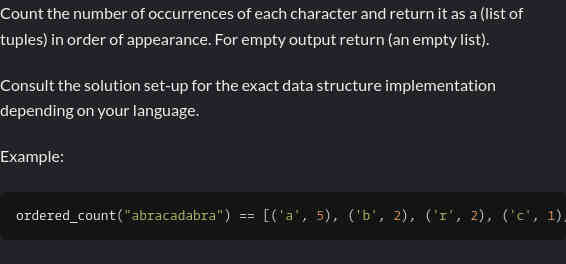 Count the number of occurrences of each character and return it as a (list of
tuples) in order of appearance. For empty output return (an empty list).
Consult the solution set-up for the exact data structure implementation
depending on your language.
Example:
ordered_count("abracadabra") == [('a', 5), ('b', 2), ('r', 2), ('c', 1),